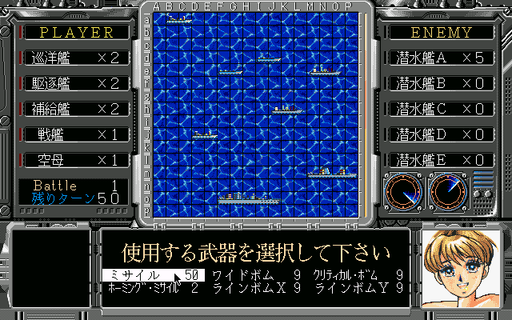 ABCDEFGHIJKLMNOP
PLAYER
巡洋艦 ×2
駆逐艦 ×2
補給艦 ×2
戦艦 ×1
空母 ×1
Battle 1
残りターン50
a
b
c
d
e
f
g
h
i
j
k
l
m
n
o
p
ENEMY
潜水艦A ×5
潜水艦B ×0
潜水艦C ×0
潜水艦D ×0
潜水艦E ×0
使用する武器を選択して下さい
ミサイル 50 ワイドボム 9 クリティカル・ボム 9
ホーミング・ミサイル 2 ラインボムX 9 ラインボムY 9